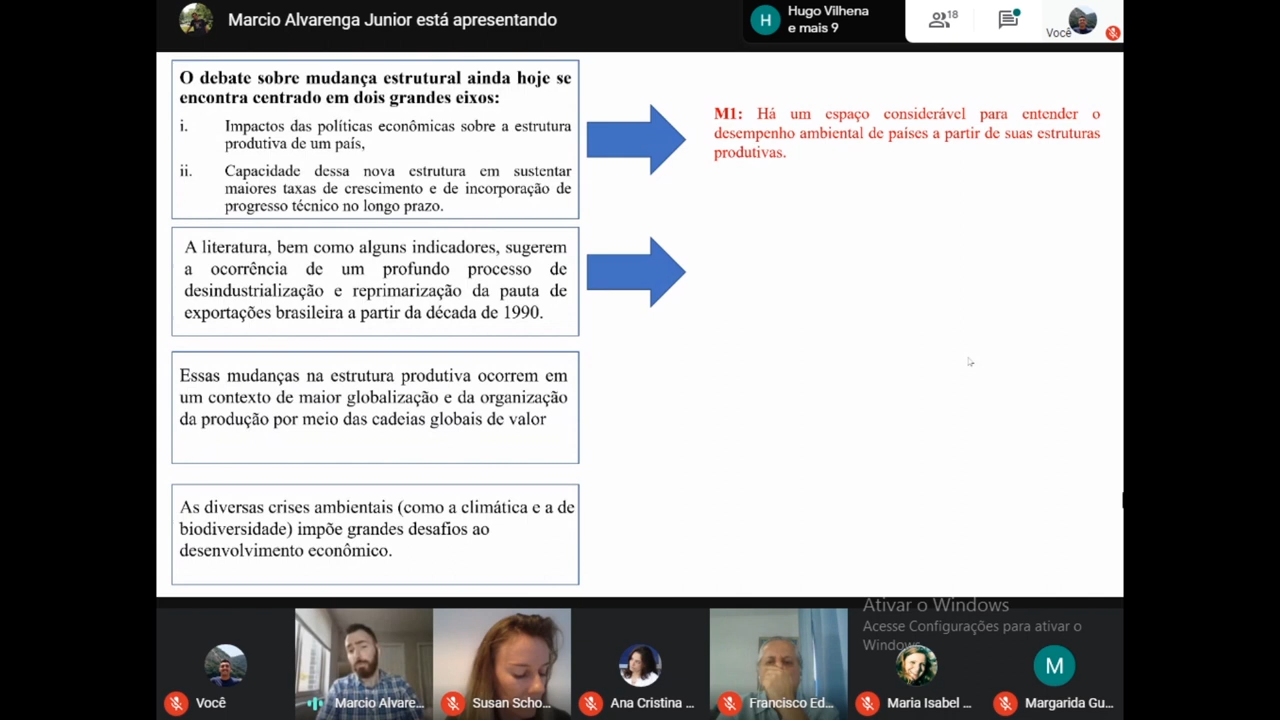 Marcio Alvarenga Junior está apresentando
H
Hugo Vilhena
e mais 9
18
Você
O debate sobre mudança estrutural ainda hoje se
encontra centrado em dois grandes eixos:
i. Impactos das políticas econômicas sobre a estrutura
produtiva de um país,
ii. Capacidade dessa nova estrutura em sustentar
maiores taxas de crescimento e de incorporação de
progresso técnico no longo prazo.
M1: Há um espaço considerável para entender o
desempenho ambiental de países a partir de suas estruturas
produtivas.
A literatura, bem como alguns indicadores, sugerem
a ocorrência de um profundo processo de
desindustrialização e reprimarização da pauta de
exportações brasileira a partir da década de 1990.
Essas mudanças na estrutura produtiva ocorrem em
um contexto de maior globalização e da organização
da produção por meio das cadeias globais de valor
As diversas crises ambientais (como a climática e a de
biodiversidade) impõe grandes desafios ao
desenvolvimento econômico.
Ativar o Windows
Acesse Configurações para ativar o
Windows.
M
Você
Marcio Alvare...
Susan Scho...
Ana Cristina ...
Francisco Ed...
Maria Isabel ...
Margarida Gu...